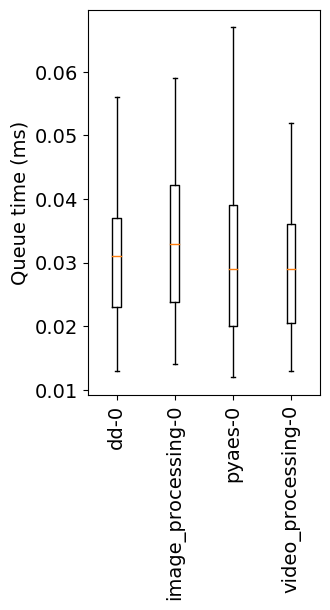 Queue time (ms)
0.06
0.05
0.04
0.03
0.02
0.01
dd-0
image_processing-0
pyaes-0
video_processing-0